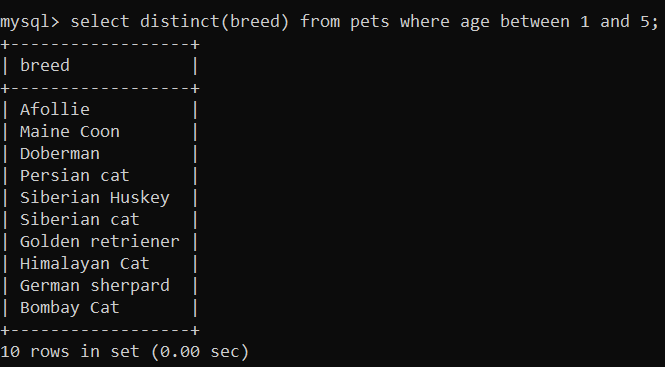 mysql> select distinct(breed) from pets where age between 1 and 5;
+------------------+
| breed            |
+------------------+
| Afollie          |
| Maine Coon       |
| Doberman         |
| Persian cat      |
| Siberian Huskey  |
| Siberian cat     |
| Golden retriener |
| Himalayan Cat    |
| German sherpard  |
| Bombay Cat       |
+------------------+
10 rows in set (0.00 sec)